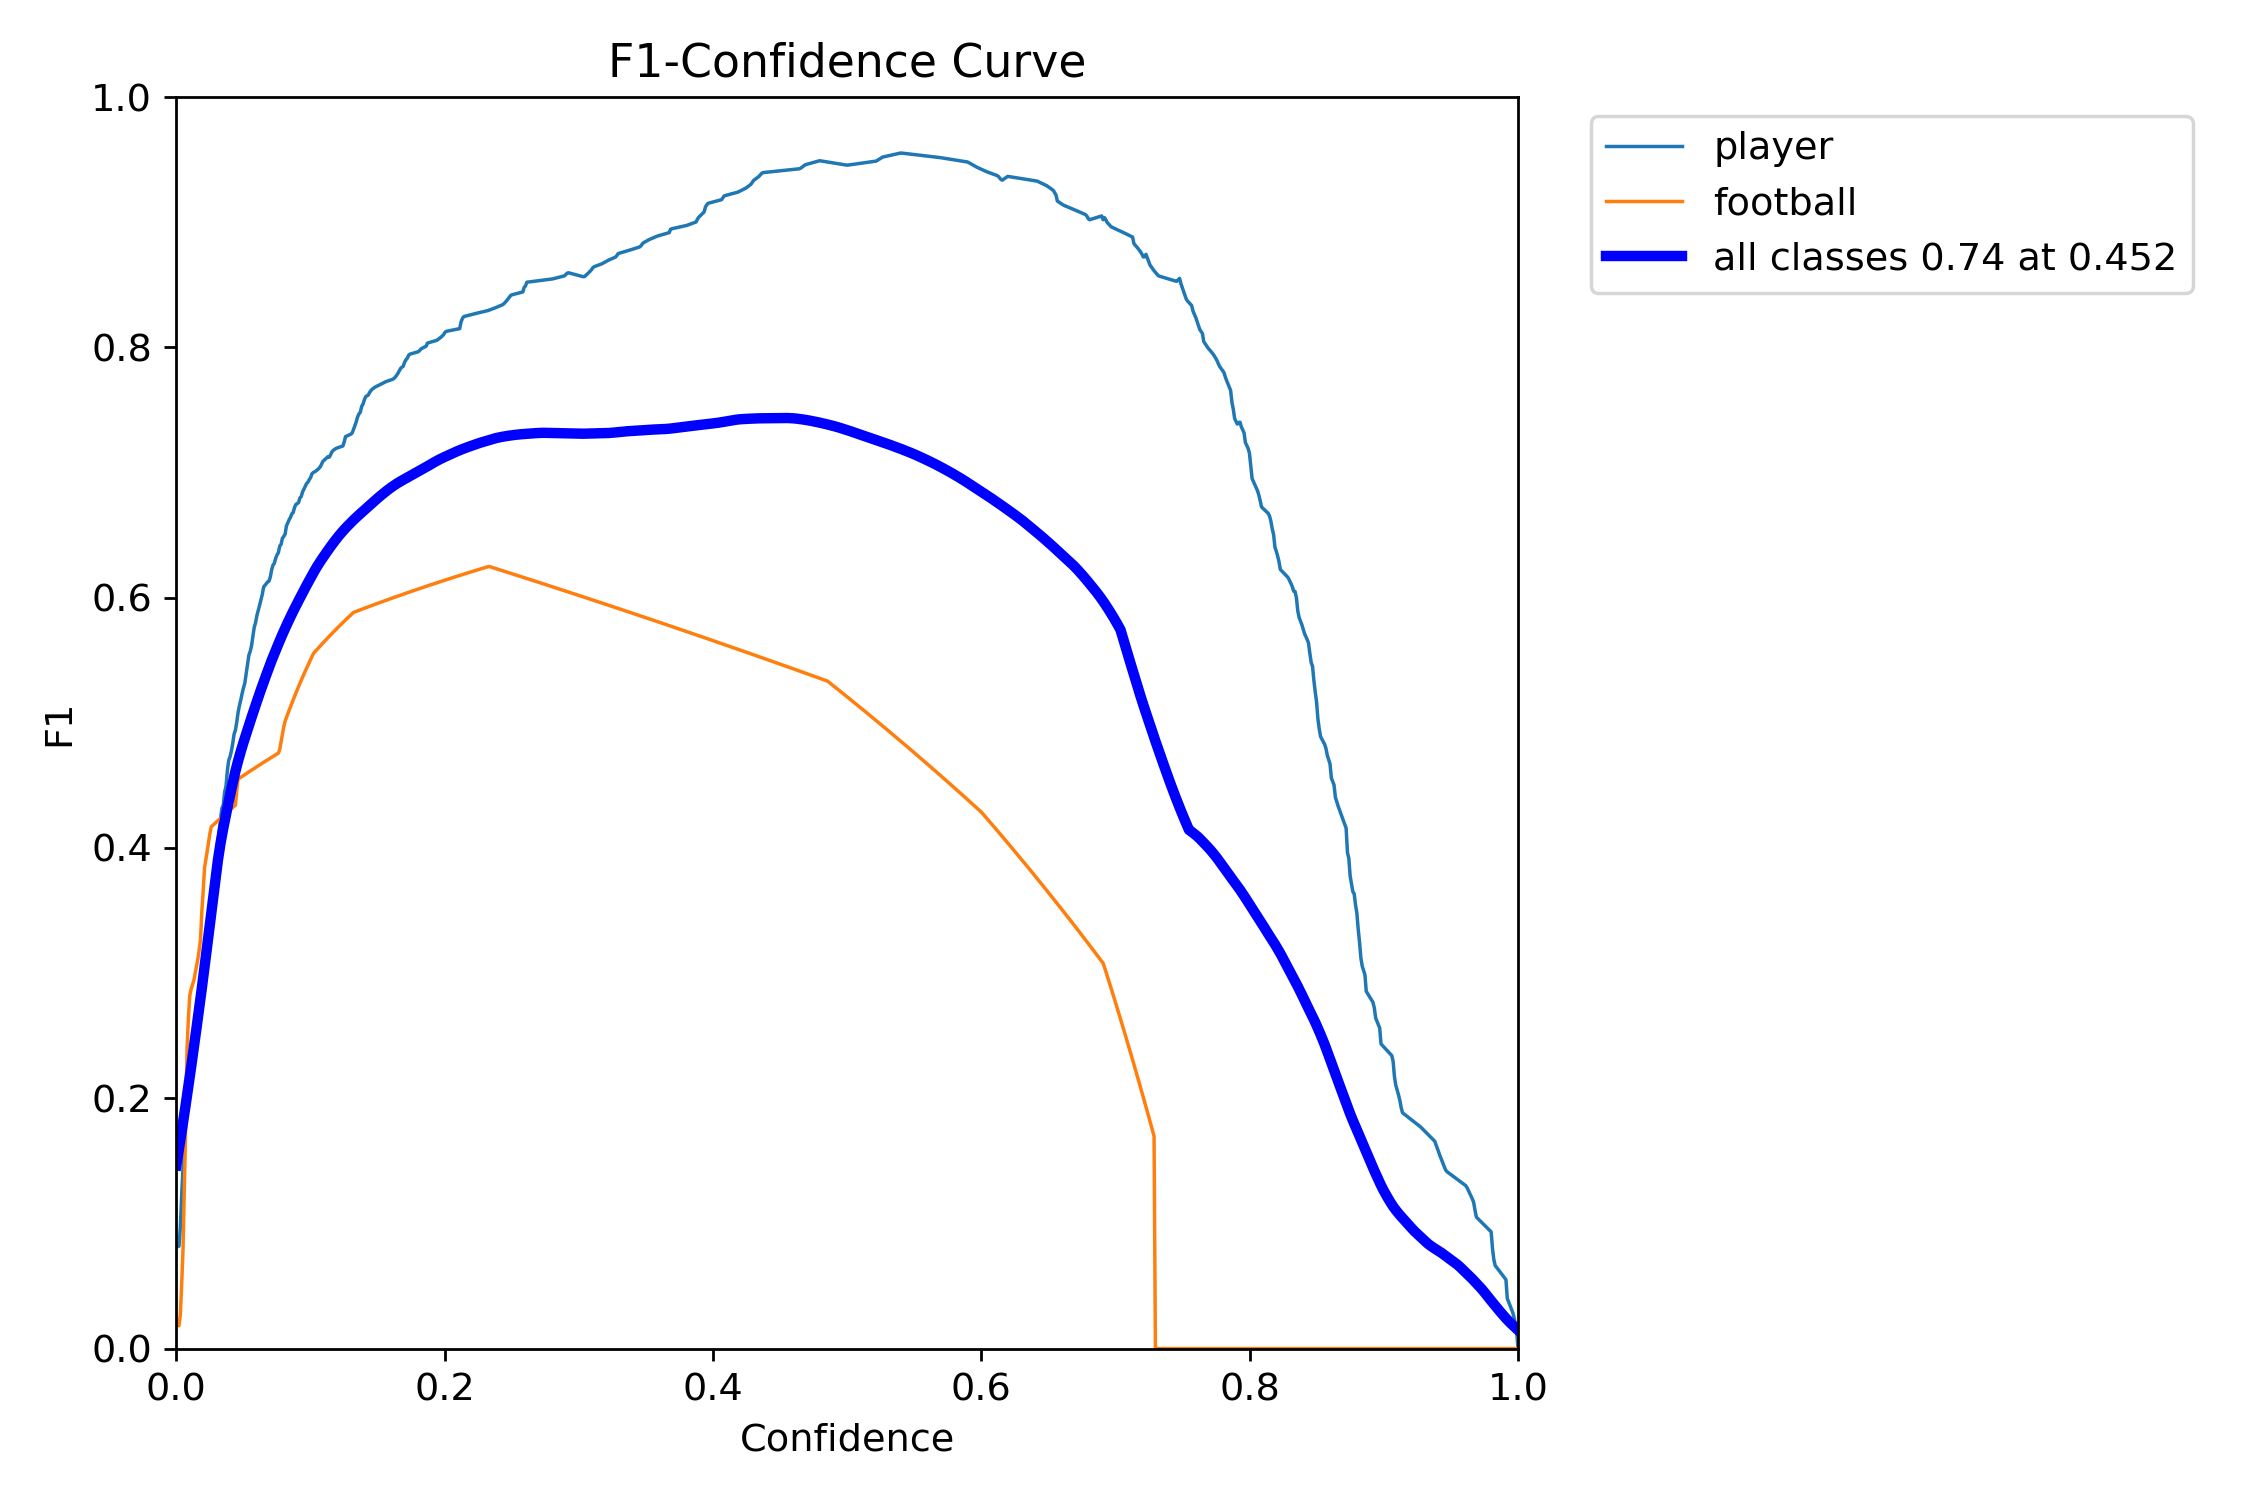 F1-Confidence Curve
1.0
0.8
0.6
0.4
0.2
0.0
F1
0.0 0.2 0.4 0.6 0.8 1.0
Confidence
player
football
all classes 0.74 at 0.452